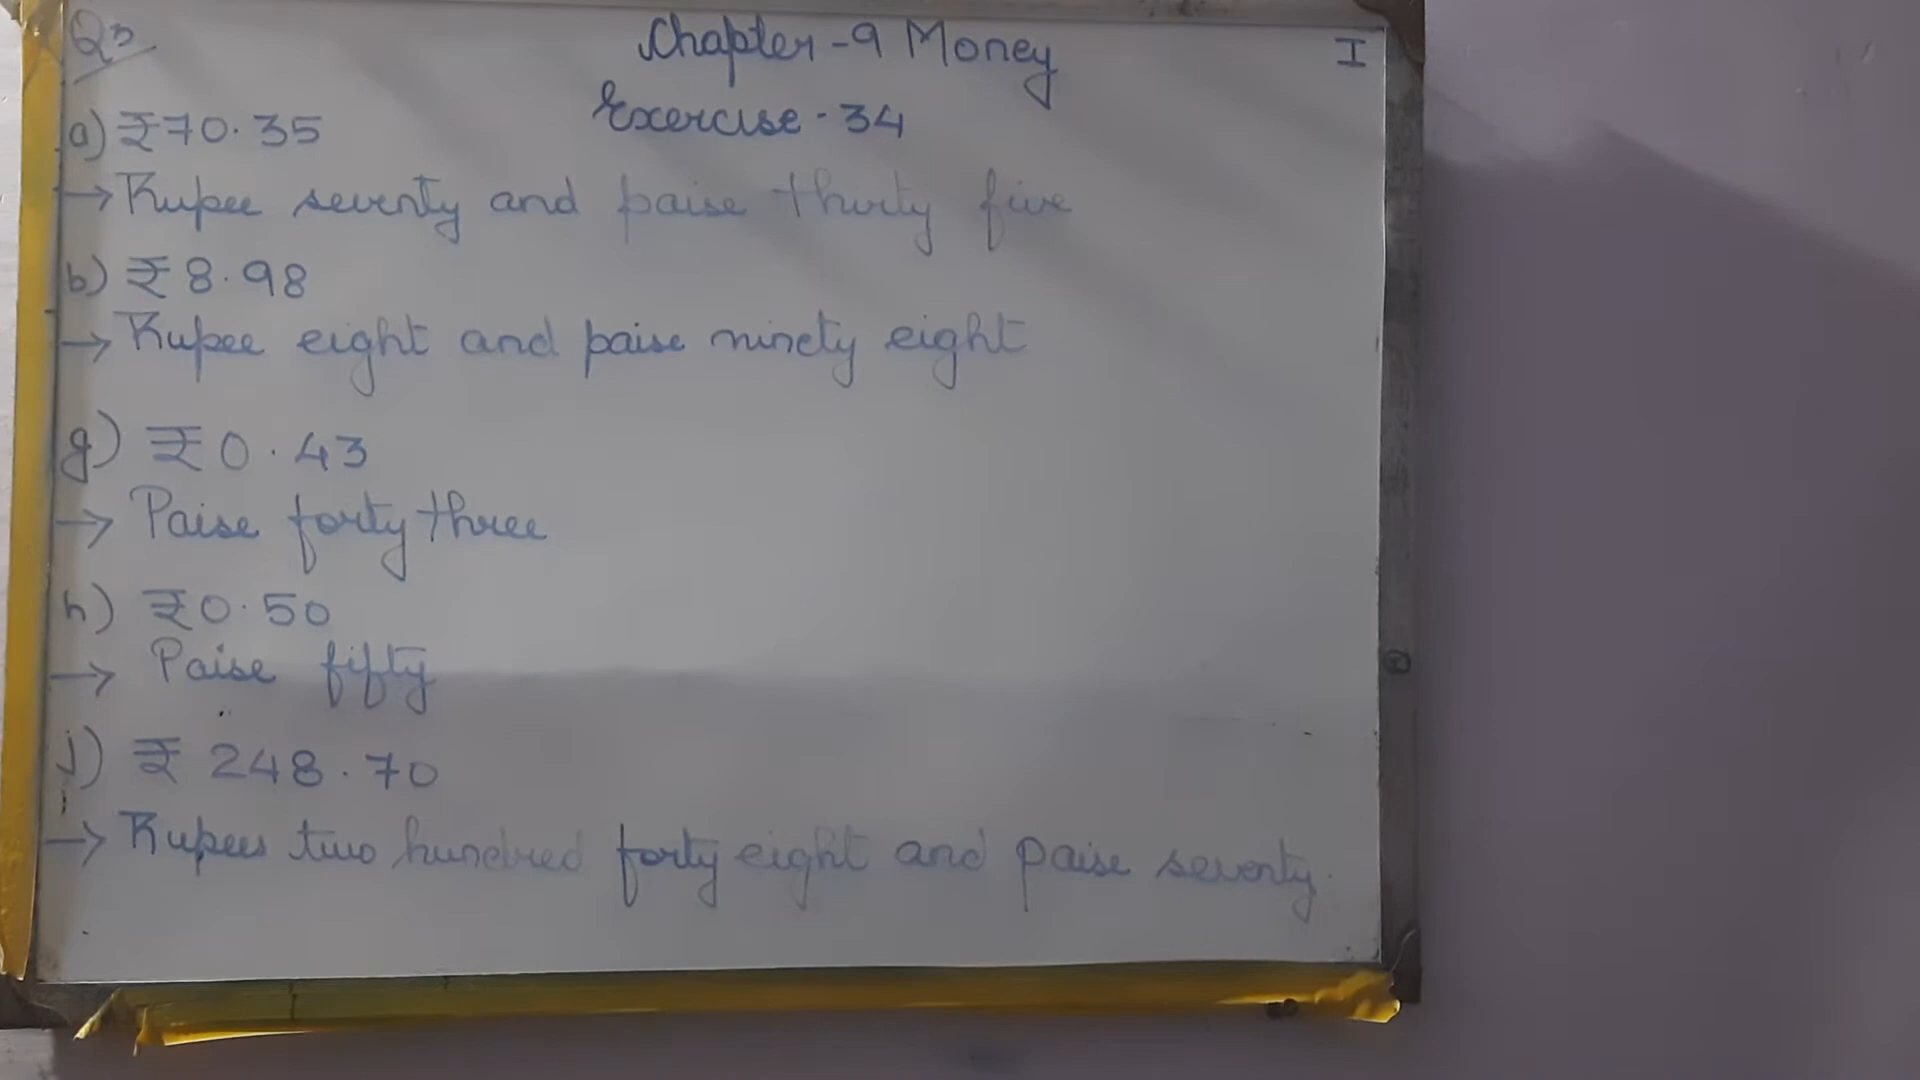 Q3
Chapter-9 Money
I
Exercise-34
a) ₹70.35
→ Rupee seventy and paise thirty five
b) ₹8.98
→ Rupee eight and paise ninety eight
g) ₹0.43
→ Paise forty three
h) ₹0.50
→ Paise fifty
j) ₹ 248.70
→ Rupees two hundred forty eight and paise seventy.